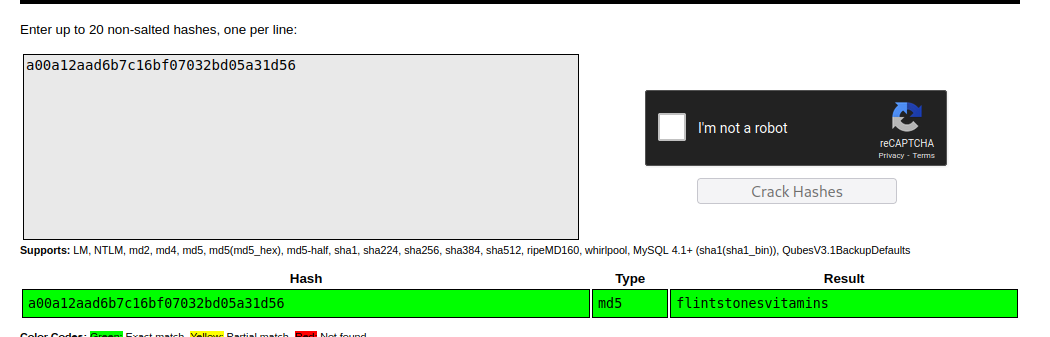 Enter up to 20 non-salted hashes, one per line:
a00a12aad6b7c16bf07032bd05a31d56
I'm not a robot
reCAPTCHA
Privacy - Terms
Crack Hashes
Supports: LM, NTLM, md2, md4, md5, md5(md5_hex), md5-half, sha1, sha224, sha256, sha384, sha512, ripeMD160, whirlpool, MySQL 4.1+ (sha1(sha1_bin)), QubesV3.1BackupDefaults
Hash Type Result
a00a12aad6b7c16bf07032bd05a31d56 md5 flintstonesvitamins
Color Codes: Green: Exact match, Yellow: Partial match, Red: Not found.